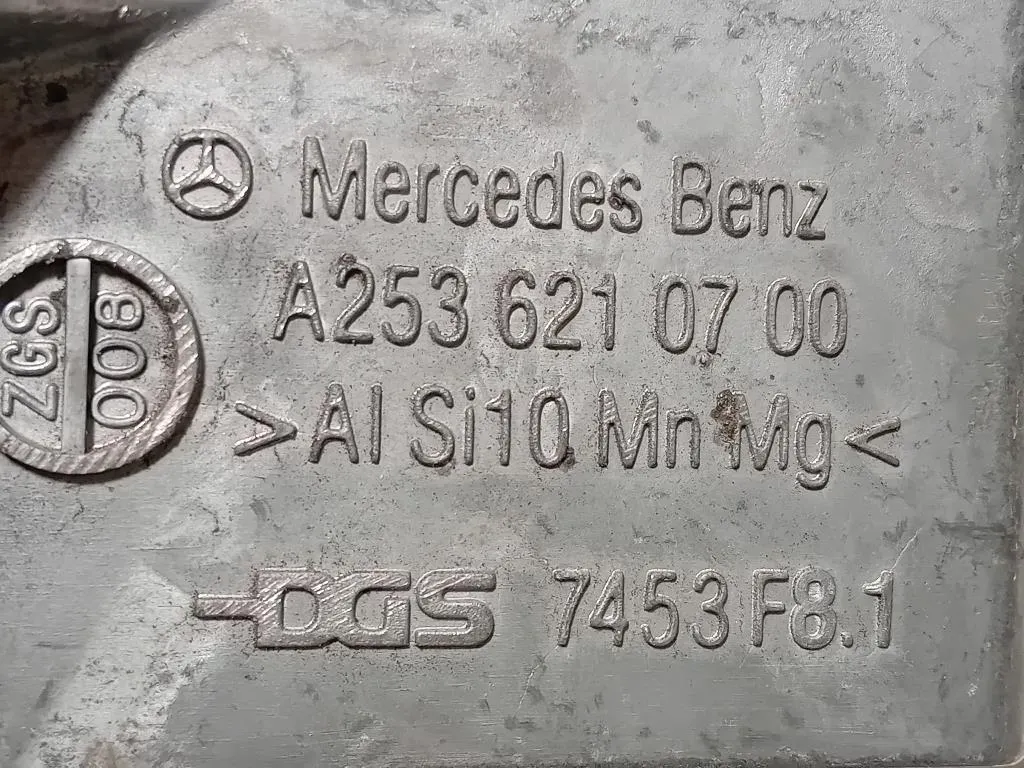 Mercedes Benz
A253 621 07 00
>Al Si10 Mn Mg<
DGS 7453 F8.1
ZGS
008